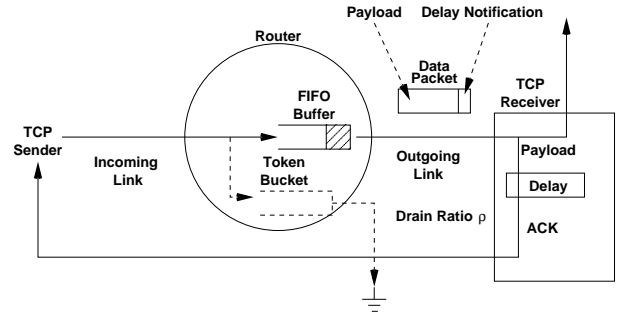 Payload
Delay Notification
Router
Data
Packet
TCP
Receiver
FIFO
Buffer
TCP
Sender
Incoming
Link
Token
Bucket
Outgoing
Link
Payload
Delay
Drain Ratio ρ
ACK